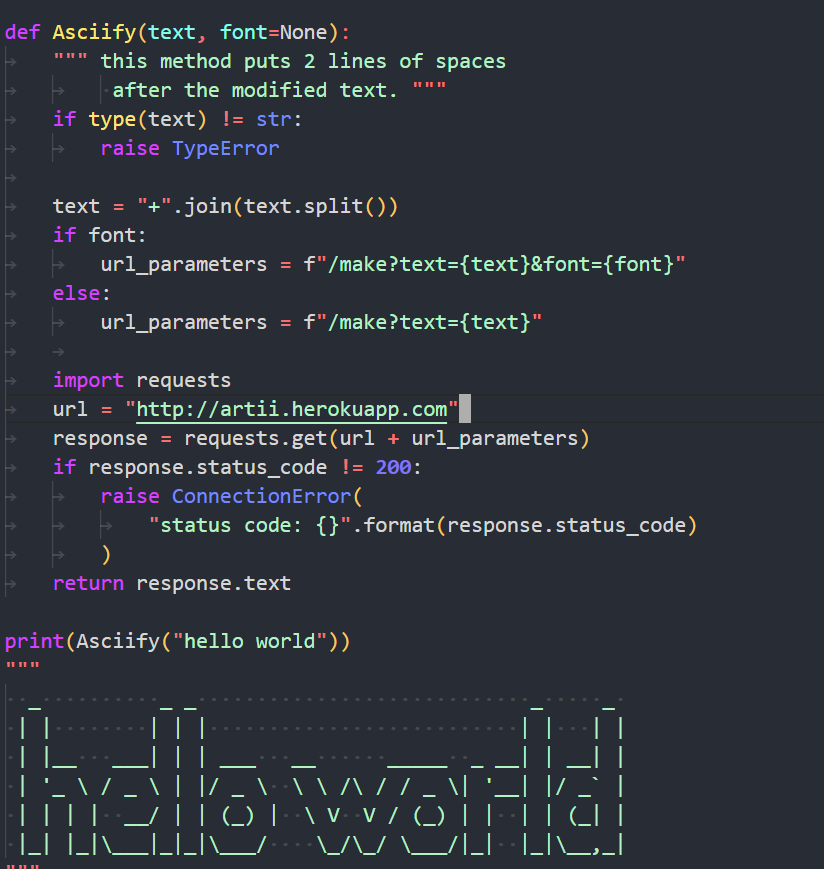 def Asciify(text, font=None):
    """ this method puts 2 lines of spaces
         after the modified text. """
    if type(text) != str:
        raise TypeError

    text = "+".join(text.split())
    if font:
        url_parameters = f"/make?text={text}&font={font}"
    else:
        url_parameters = f"/make?text={text}"

    import requests
    url = "http://artii.herokuapp.com"
    response = requests.get(url + url_parameters)
    if response.status_code != 200:
        raise ConnectionError(
            "status code: {}".format(response.status_code)
        )
    return response.text

print(Asciify("hello world"))
"""
  _          _ _                            _     _ 
 | |        | | |                          | |   | |
 | |__   ___| | | ___   __      _____  _ __| | __| |
 | '_ \ / _ \ | |/ _ \  \ \ /\ / / _ \| '__| |/ _` |
 | | | |  __/ | | (_) |  \ V  V / (_) | |  | | (_| |
 |_| |_|\___|_|_|\___/    \_/\_/ \___/|_|  |_|\__,_|
"""